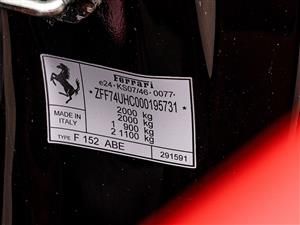 Ferrari
e24*KS07/46*0077*
*ZFF74UHC000195731*
2000 kg
2000 kg
1 900 kg
2 1100 kg
MADE IN
ITALY
TYPE F 152 ABE
291591